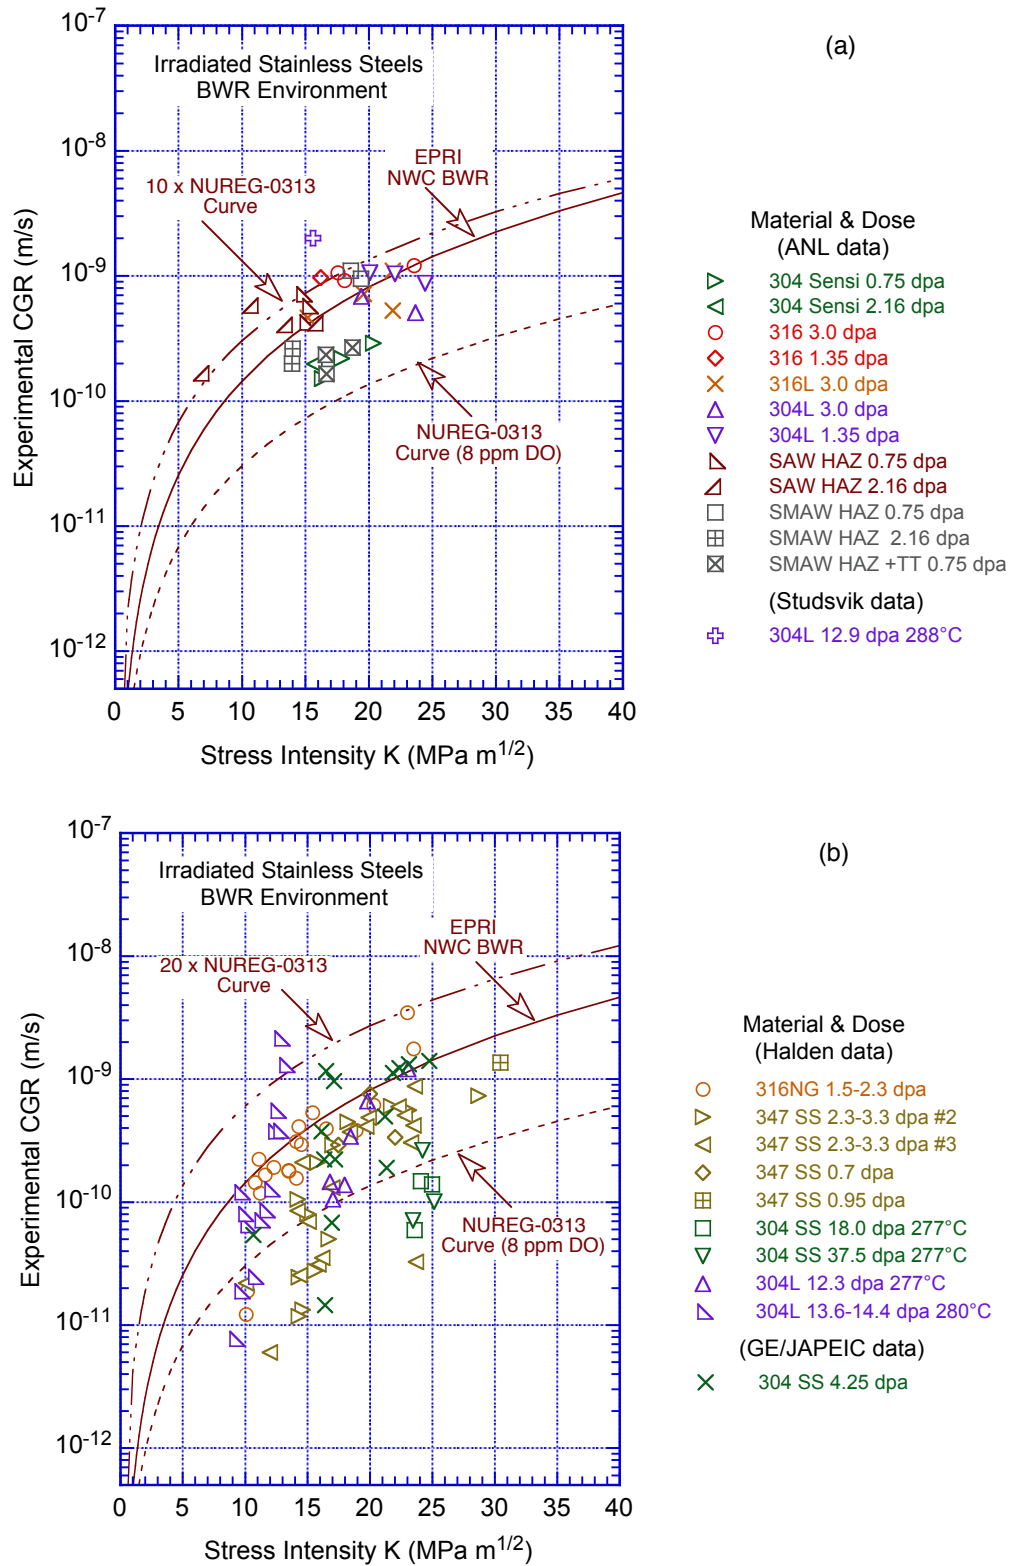 (a)
Irradiated Stainless Steels
BWR Environment
10⁻⁷
10⁻⁸
10⁻⁹
10⁻¹⁰
10⁻¹¹
10⁻¹²
Experimental CGR (m/s)
EPRI
NWC BWR
10 x NUREG-0313
Curve
NUREG-0313
Curve (8 ppm DO)
0 5 10 15 20 25 30 35 40
Stress Intensity K (MPa m^1/2)
Material & Dose
(ANL data)
304 Sensi 0.75 dpa
304 Sensi 2.16 dpa
316 3.0 dpa
316 1.35 dpa
316L 3.0 dpa
304L 3.0 dpa
304L 1.35 dpa
SAW HAZ 0.75 dpa
SAW HAZ 2.16 dpa
SMAW HAZ 0.75 dpa
SMAW HAZ 2.16 dpa
SMAW HAZ +TT 0.75 dpa
(Studsvik data)
304L 12.9 dpa 288°C
(b)
Irradiated Stainless Steels
BWR Environment
10⁻⁷
10⁻⁸
10⁻⁹
10⁻¹⁰
10⁻¹¹
10⁻¹²
Experimental CGR (m/s)
EPRI
NWC BWR
20 x NUREG-0313
Curve
NUREG-0313
Curve (8 ppm DO)
0 5 10 15 20 25 30 35 40
Stress Intensity K (MPa m^1/2)
Material & Dose
(Halden data)
316NG 1.5-2.3 dpa
347 SS 2.3-3.3 dpa #2
347 SS 2.3-3.3 dpa #3
347 SS 0.7 dpa
347 SS 0.95 dpa
304 SS 18.0 dpa 277°C
304 SS 37.5 dpa 277°C
304L 12.3 dpa 277°C
304L 13.6-14.4 dpa 280°C
(GE/JAPEIC data)
304 SS 4.25 dpa